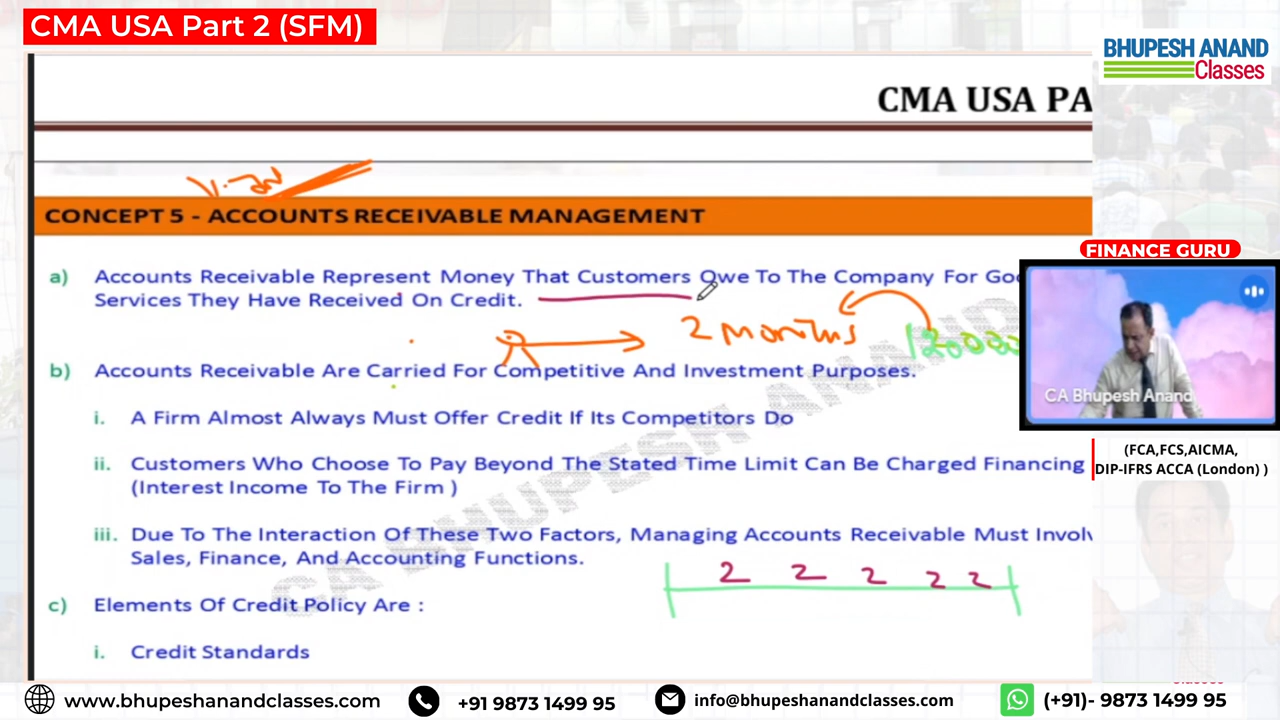 CMA USA Part 2 (SFM)
BHUPESH ANAND
Classes
CMA USA PA
V.
CONCEPT 5 - ACCOUNTS RECEIVABLE MANAGEMENT
FINANCE GURU
a) Accounts Receivable Represent Money That Customers Owe To The Company For Goo
Services They Have Received On Credit.
2 Months 120000
b) Accounts Receivable Are Carried For Competitive And Investment Purposes.
CA Bhupesh Anand
i. A Firm Almost Always Must Offer Credit If Its Competitors Do
(FCA,FCS,AICMA,
DIP-IFRS ACCA (London) )
ii. Customers Who Choose To Pay Beyond The Stated Time Limit Can Be Charged Financing
(Interest Income To The Firm )
iii. Due To The Interaction Of These Two Factors, Managing Accounts Receivable Must Involv
Sales, Finance, And Accounting Functions.
2 2 2 2 2
c) Elements Of Credit Policy Are :
i. Credit Standards
CA BHUPESH ANAND
www.bhupeshanandclasses.com
+91 9873 1499 95
info@bhupeshanandclasses.com
(+91)- 9873 1499 95